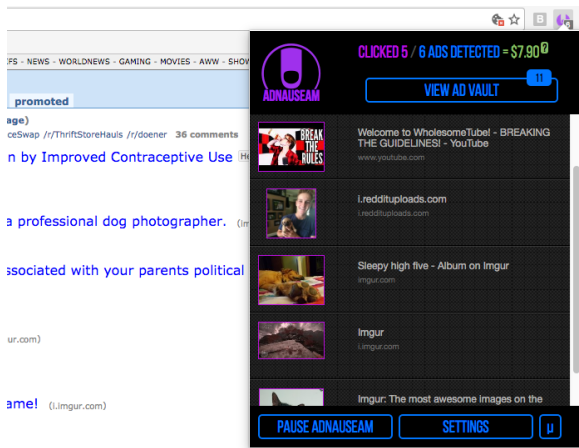 FS - NEWS - WORLDNEWS - GAMING - MOVIES - AWW - SHOW
promoted
age)
ceSwap /r/ThriftStoreHauls /r/doener 36 comments
n by Improved Contraceptive Use He
a professional dog photographer. (im
ssociated with your parents political
ur.com)
ame! (i.imgur.com)
B
ADNAUSEAM
CLICKED 5 / 6 ADS DETECTED = $7.90 ?
11
VIEW AD VAULT
BREAK THE RULES
Welcome to WholesomeTube! - BREAKING
THE GUIDELINES! - YouTube
www.youtube.com
i.reddituploads.com
i.reddituploads.com
Sleepy high five - Album on Imgur
imgur.com
Imgur
i.imgur.com
Imgur: The most awesome images on the
PAUSE ADNAUSEAM
SETTINGS
µ